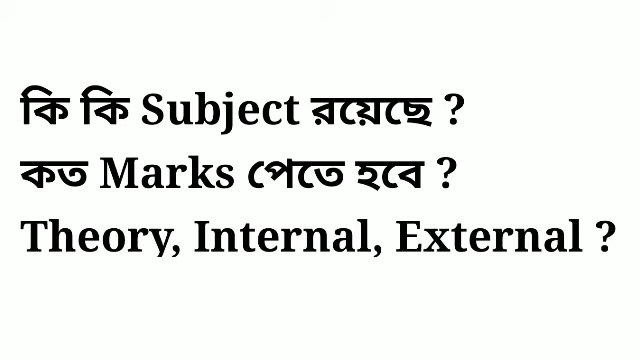 কি কি Subject রয়েছে ?
কত Marks পেতে হবে ?
Theory, Internal, External ?